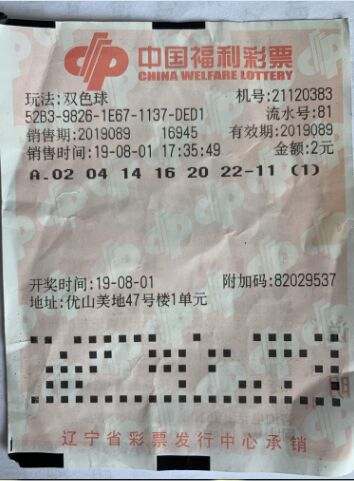 中国福利彩票
CHINA WELFARE LOTTERY
玩法:双色球 机号:21120383
52B3-9826-1E67-1137-DED1 流水号:81
销售期:2019089 16945 有效期:2019089
销售时间:19-08-01 17:35:49 金额:2元
A.02 04 14 16 20 22-11 (1)
开奖时间:19-08-01 附加码:82029537
地址:优山美地47号楼1单元
辽宁省彩票发行中心承销